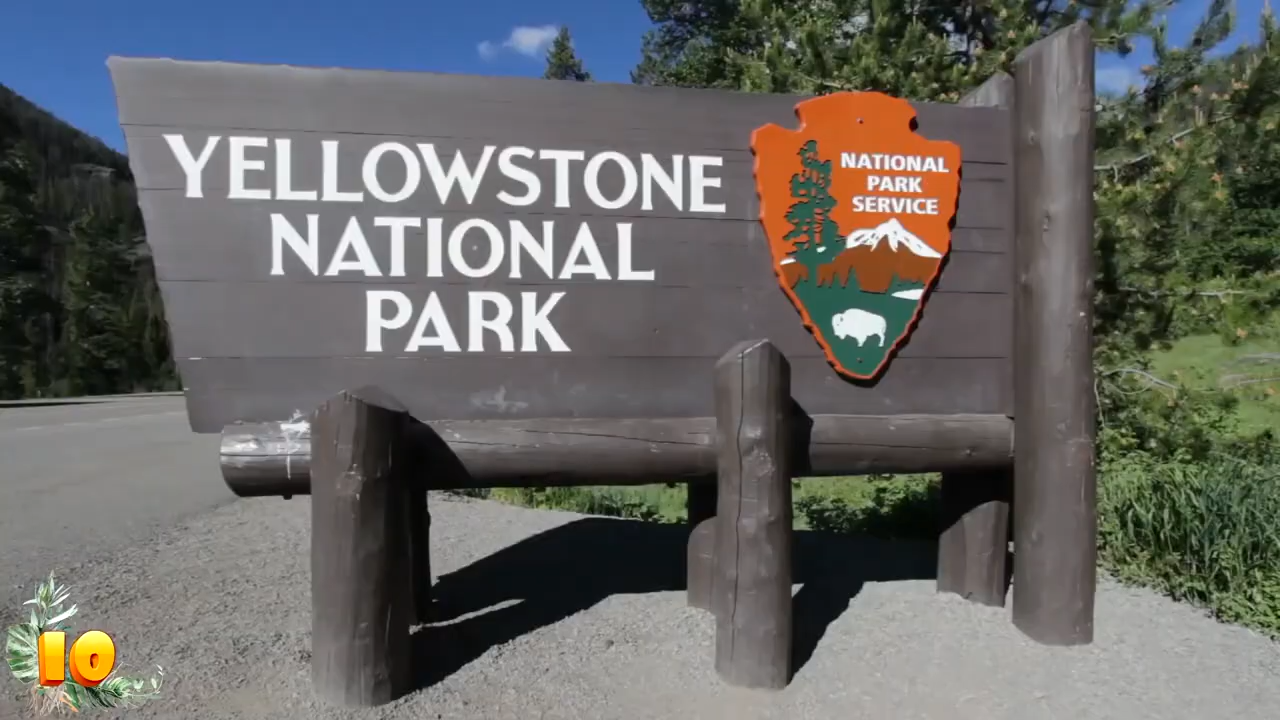 YELLOWSTONE
NATIONAL
PARK
NATIONAL
PARK
SERVICE
10